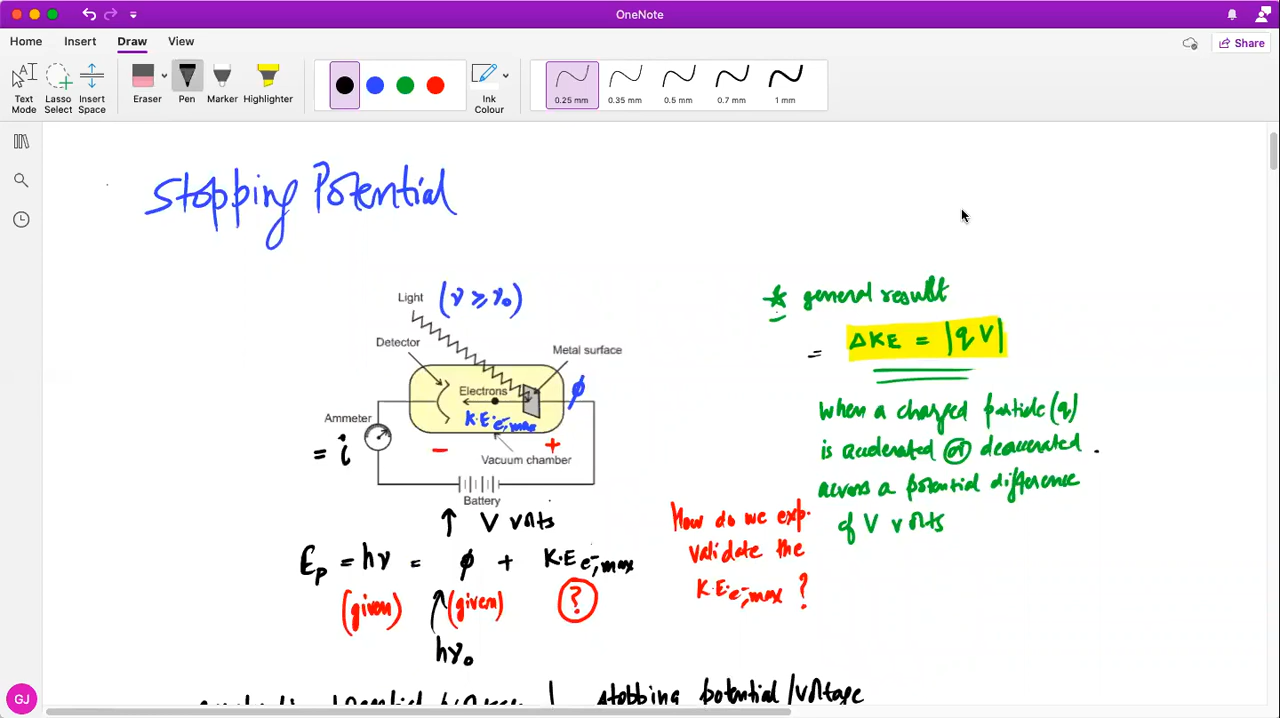 OneNote
Home Insert Draw View
Share
Text Mode
Lasso Select
Insert Space
Eraser
Pen
Marker
Highlighter
Ink Colour
0.25 mm
0.35 mm
0.5 mm
0.7 mm
1 mm
Stopping Potential
Light (ν ≥ ν₀)
Detector
Metal surface
Electrons
ϕ
K.E e⁻,max
Ammeter
= i
- +
Vacuum chamber
Battery
↑ V volts
Eₚ = hν = ϕ + K.E e⁻,max
(given) (given) ?
hν₀
general result
= ΔKE = |qV|
when a charged particle (q)
is accelerated or deaccerated.
across a potential difference
of V volts
How do we exp.
validate the
K.E e⁻,max ?
stopping potential/voltage
GJ